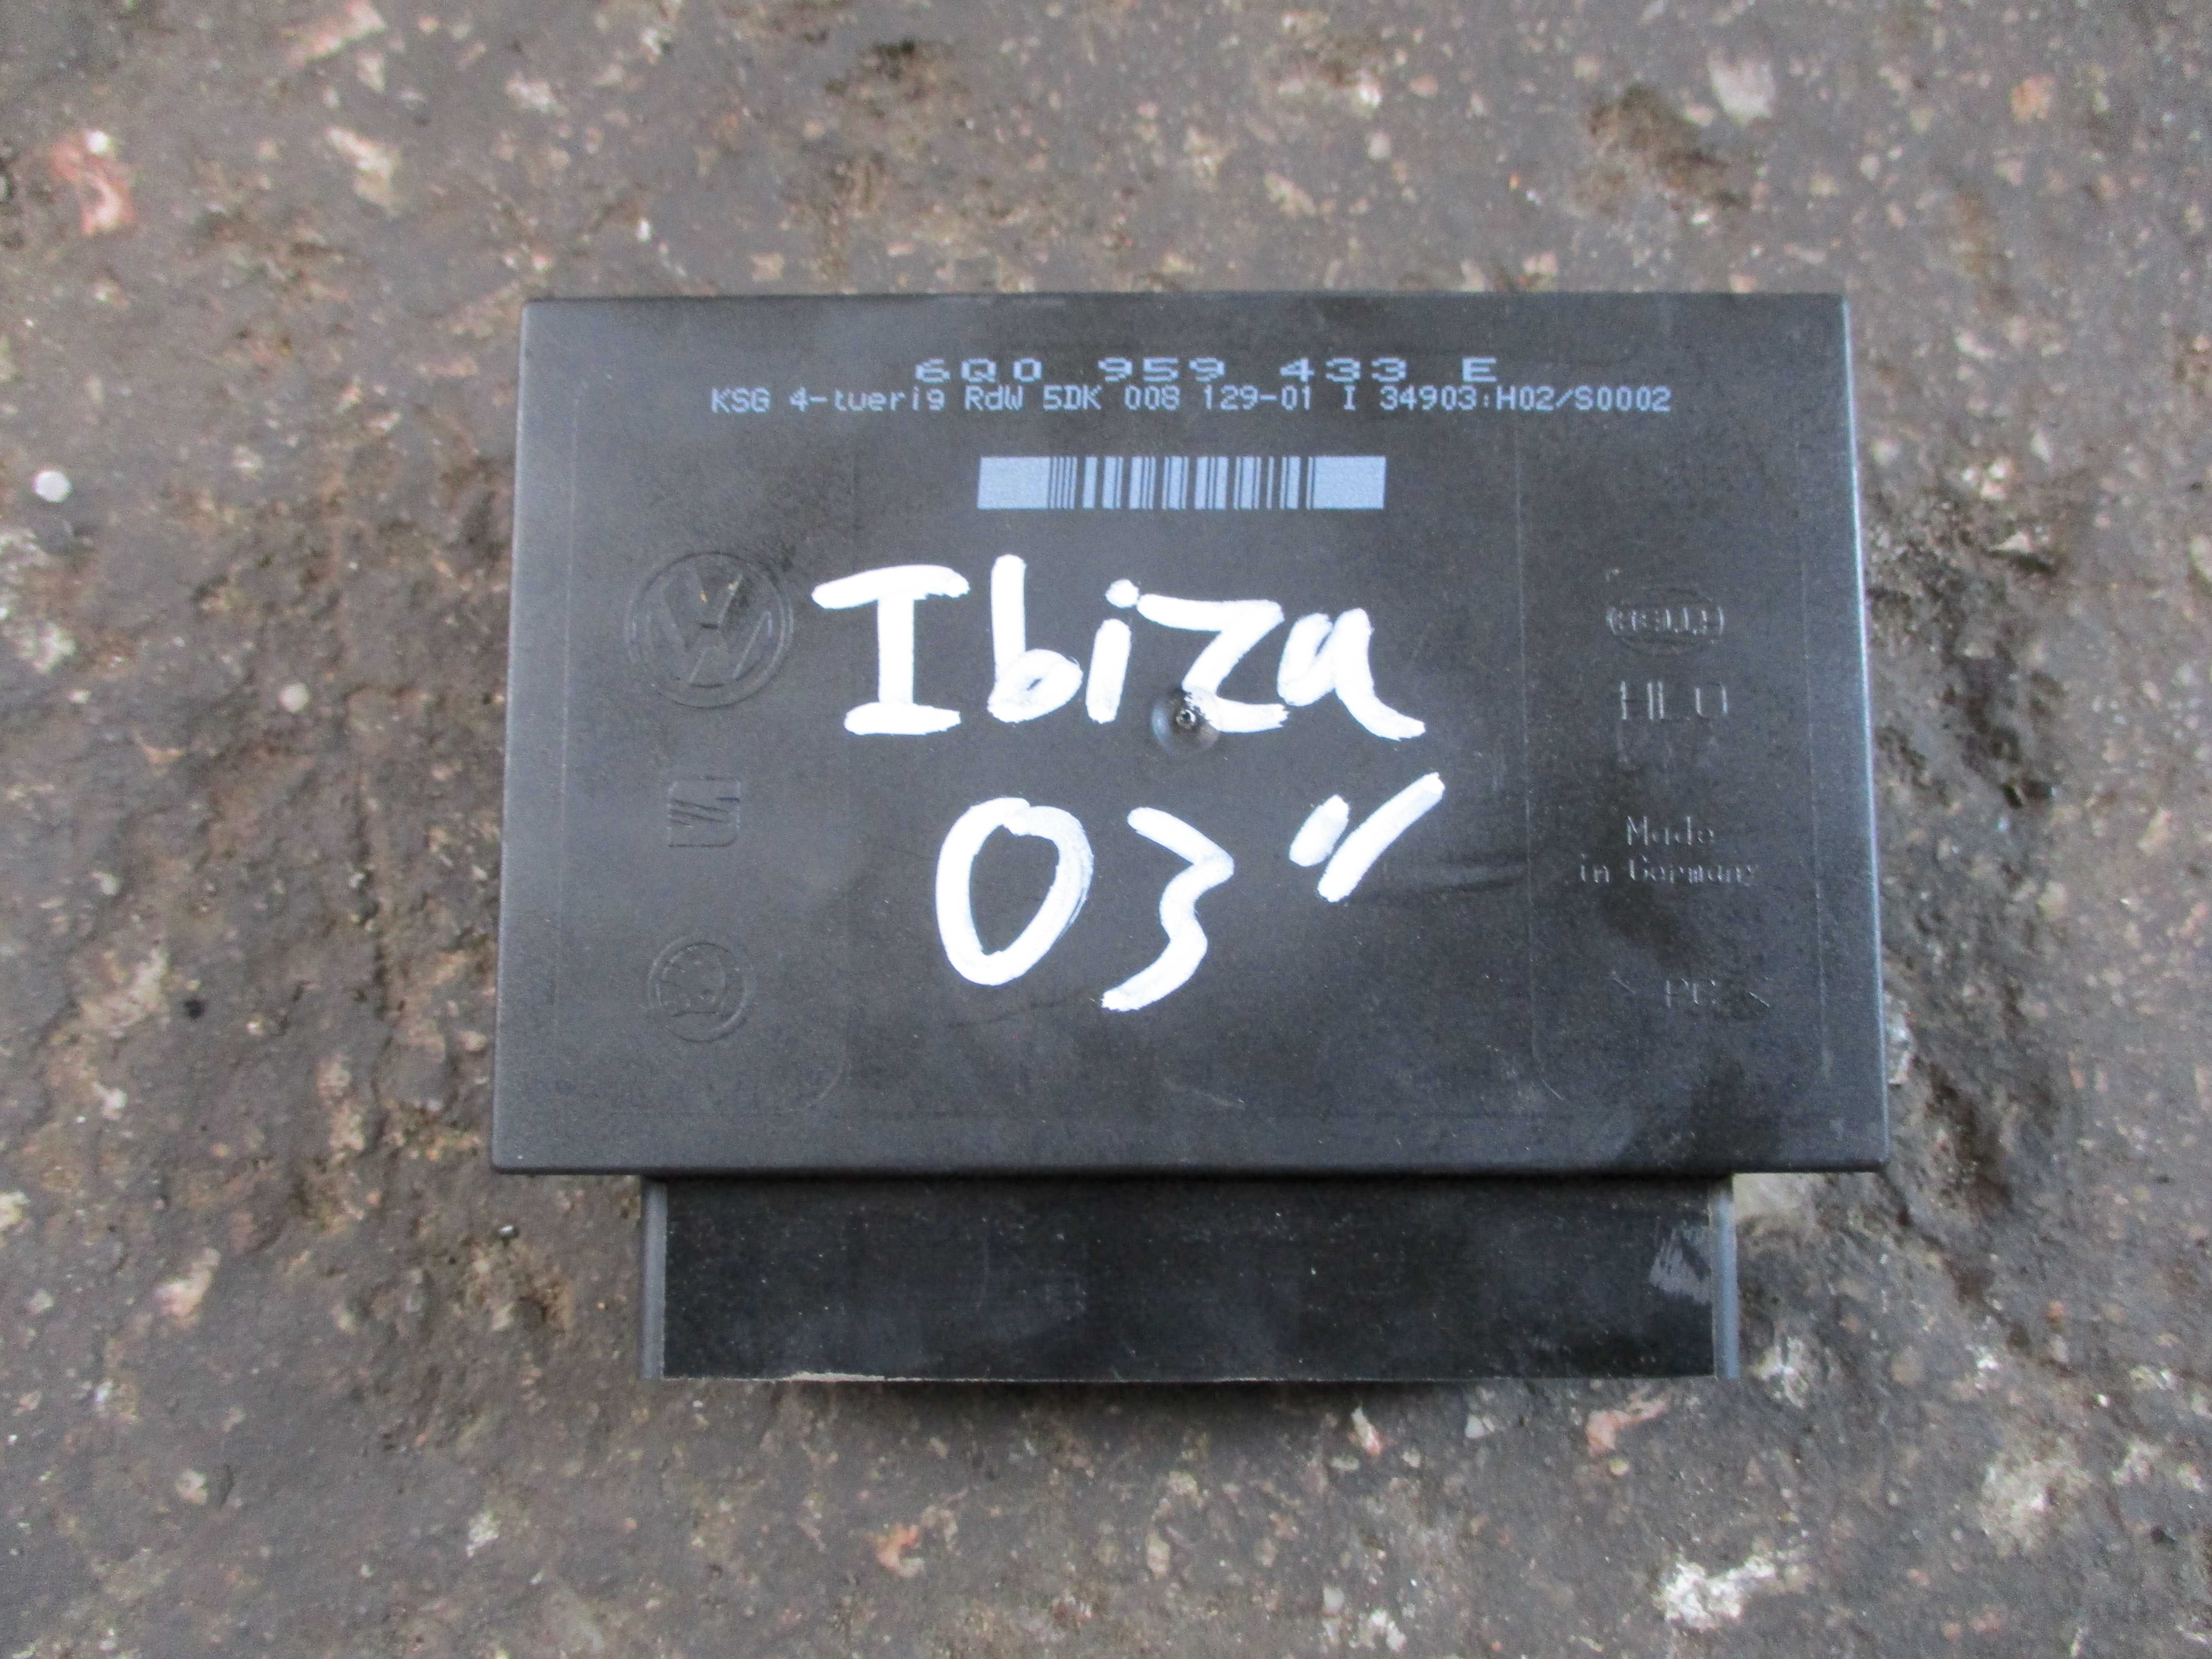 6Q0 959 433 E
KSG 4-tuerig RdW 5DK 008 129-01 I 34903:H02/S0002
Ibiza
03"
HELLA
HLO
Made
in Germany